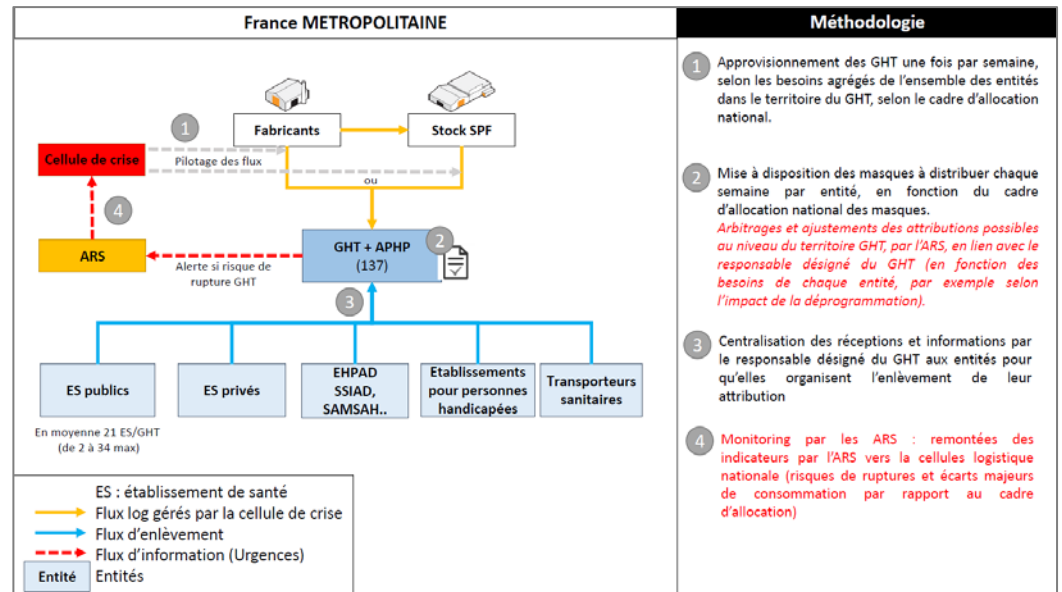 France METROPOLITAINE
Fabricants
Stock SPF
1
Pilotage des flux
Cellule de crise
ou
4
ARS
Alerte si risque de
rupture GHT
GHT + APHP
(137)
2
3
ES publics
ES privés
EHPAD
SSIAD,
SAMSAH..
Etablissements
pour personnes
handicapées
Transporteurs
sanitaires
En moyenne 21 ES/GHT
(de 2 à 34 max)
ES : établissement de santé
Flux log gérés par la cellule de crise
Flux d'enlèvement
Flux d'information (Urgences)
Entité Entités
Méthodologie
1 Approvisionnement des GHT une fois par semaine,
selon les besoins agrégés de l'ensemble des entités
dans le territoire du GHT, selon le cadre d'allocation
national.
2 Mise à disposition des masques à distribuer chaque
semaine par entité, en fonction du cadre
d'allocation national des masques.
Arbitrages et ajustements des attributions possibles
au niveau du territoire GHT, par l'ARS, en lien avec le
responsable désigné du GHT (en fonction des
besoins de chaque entité, par exemple selon
l'impact de la déprogrammation).
3 Centralisation des réceptions et informations par
le responsable désigné du GHT aux entités pour
qu'elles organisent l'enlèvement de leur
attribution
4 Monitoring par les ARS : remontées des
indicateurs par l'ARS vers la cellules logistique
nationale (risques de ruptures et écarts majeurs
de consommation par rapport au cadre
d'allocation)